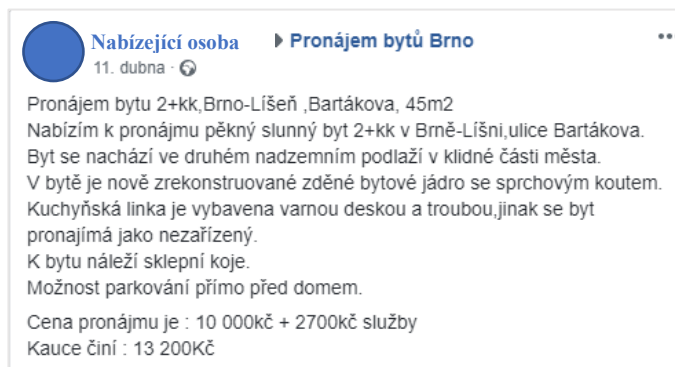 Nabízející osoba ▶ Pronájem bytů Brno
11. dubna ·
Pronájem bytu 2+kk,Brno-Líšeň ,Bartákova, 45m2
Nabízím k pronájmu pěkný slunný byt 2+kk v Brně-Líšni,ulice Bartákova.
Byt se nachází ve druhém nadzemním podlaží v klidné části města.
V bytě je nově zrekonstruované zděné bytové jádro se sprchovým koutem.
Kuchyňská linka je vybavena varnou deskou a troubou,jinak se byt
pronajímá jako nezařízený.
K bytu náleží sklepní koje.
Možnost parkování přímo před domem.
Cena pronájmu je : 10 000kč + 2700kč služby
Kauce činí : 13 200Kč